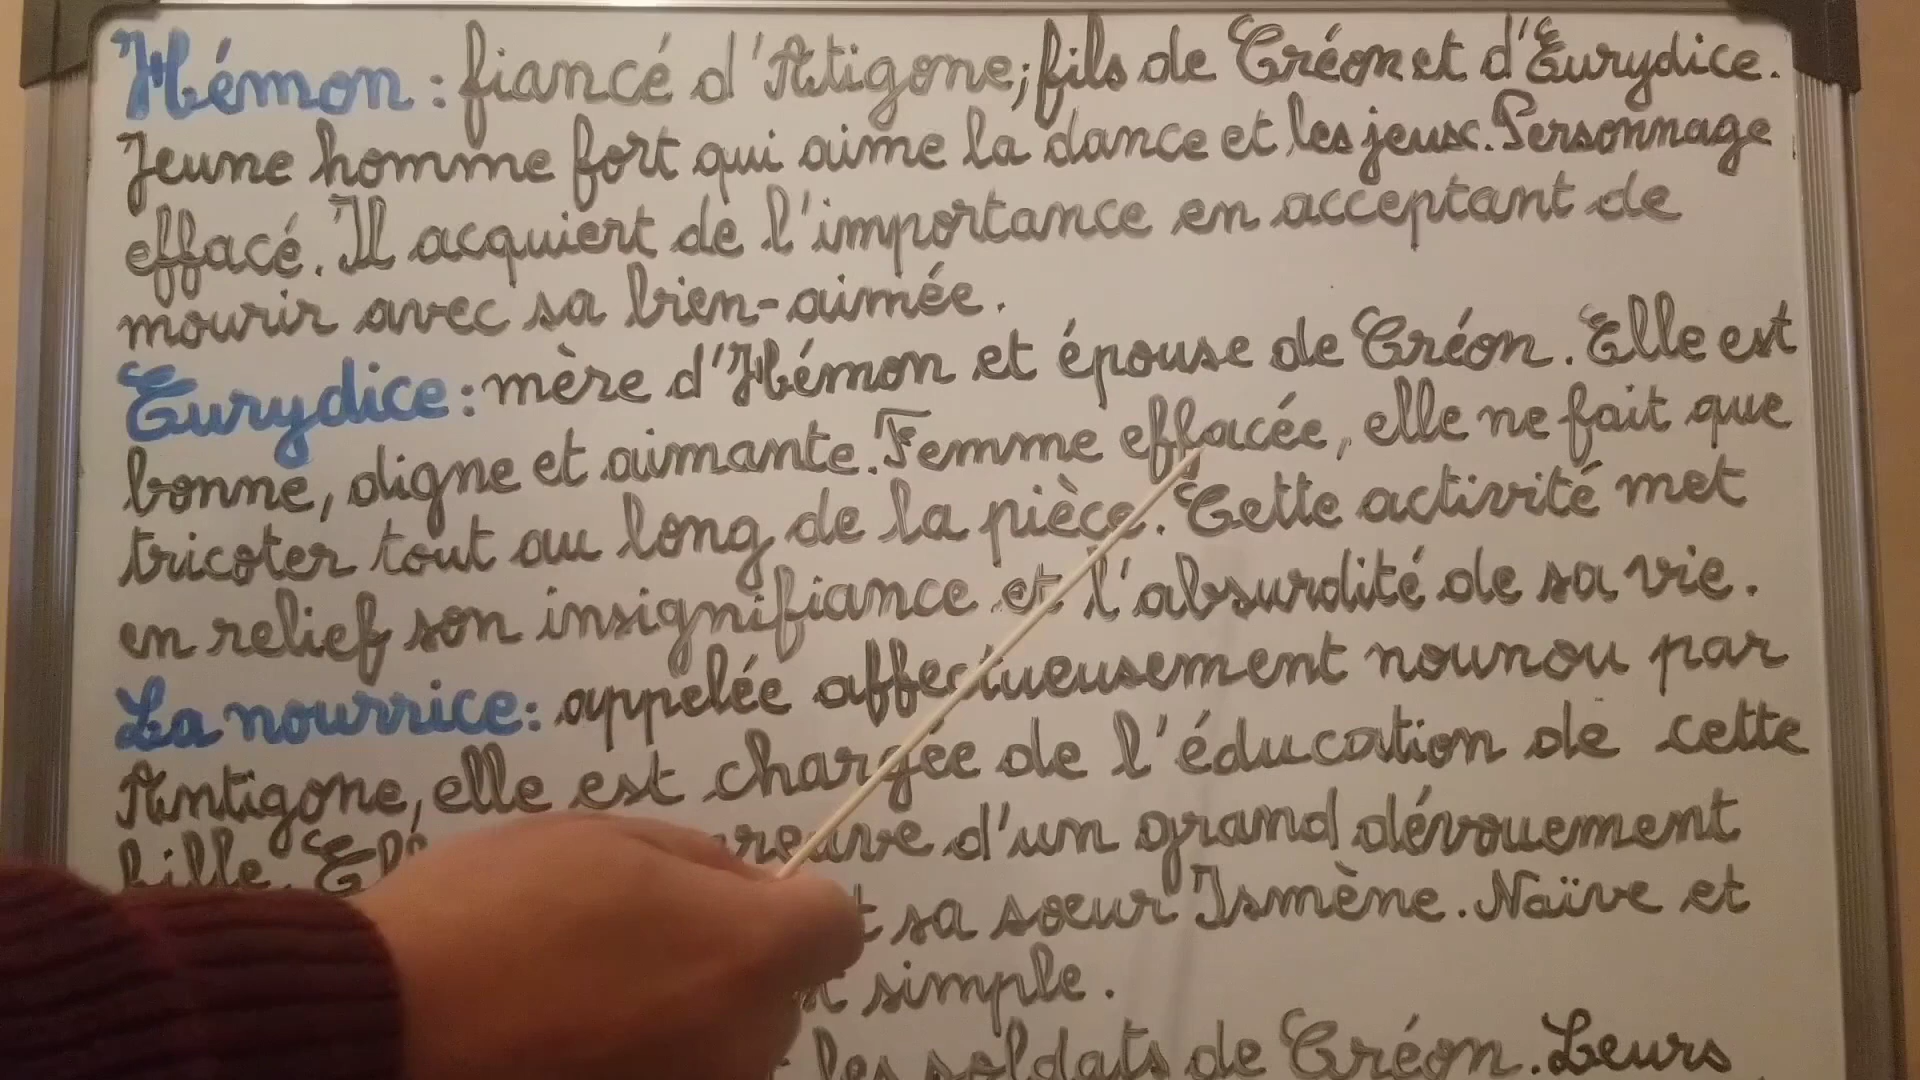 Hémon : fiancé d'Atigone; fils de Créon et d'Eurydice.
Jeune homme fort qui aime la dance et les jeux. Personnage
effacé. Il acquiert de l'importance en acceptant de
mourir avec sa bien-aimée.
Eurydice : mère d'Hémon et épouse de Créon. Elle est
bonne, digne et aimante. Femme effacée, elle ne fait que
tricoter tout au long de la pièce. Cette activité met
en relief son insignifiance et l'absurdité de sa vie.
La nourrice : appelée affectueusement nounou par
Antigone, elle est chargée de l'éducation de cette
fille. d'un grand dévouement
sa sœur Ismène. Naïve et
simple.
les soldats de Créon. Leurs